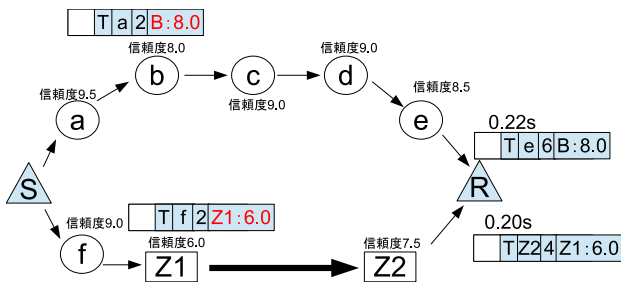 T a 2 B:8.0
信頼度8.0
信頼度9.0
b
c
d
信頼度9.5
信頼度9.0
信頼度8.5
a
e
0.22s
T e 6 B:8.0
S
R
T f 2 Z1:6.0
信頼度9.0
0.20s
f
信頼度6.0
信頼度7.5
Z1
Z2
T Z2 4 Z1:6.0